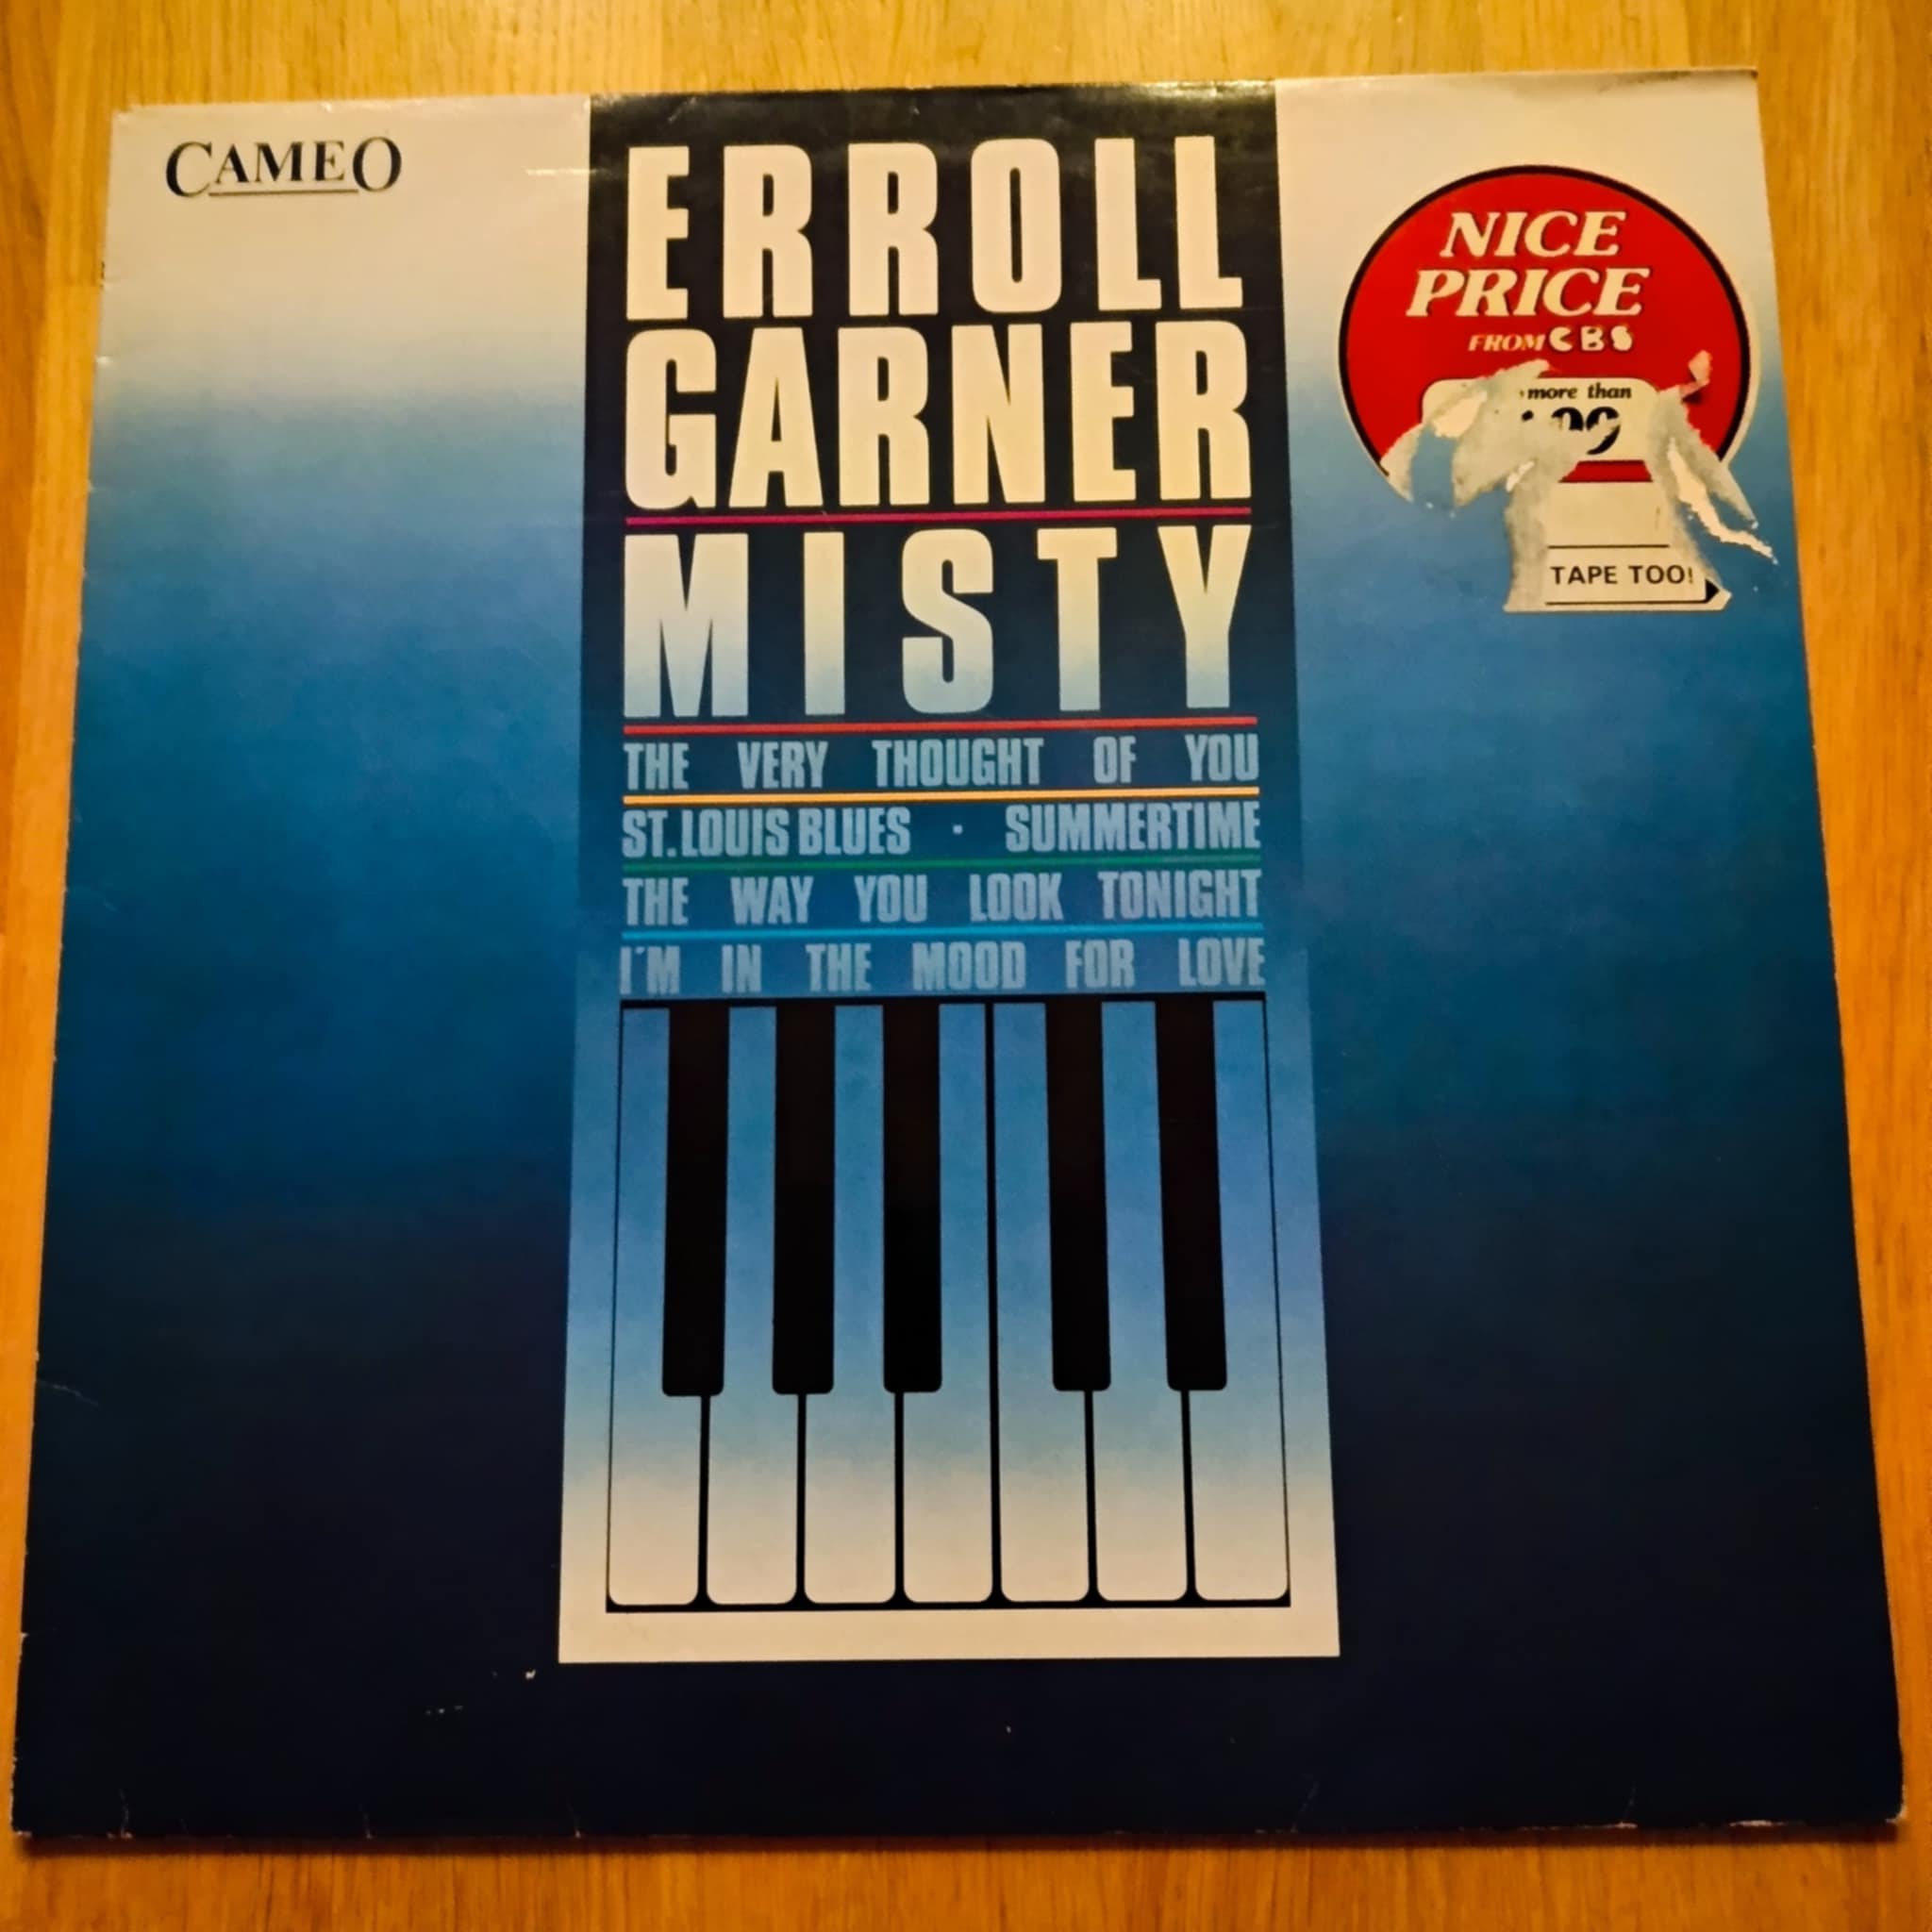 CAMEO
ERROLL
GARNER
MISTY
THE VERY THOUGHT OF YOU
ST. LOUIS BLUES · SUMMERTIME
THE WAY YOU LOOK TONIGHT
I'M IN THE MOOD FOR LOVE
NICE
PRICE
FROM CBS
more than
99
TAPE TOO!